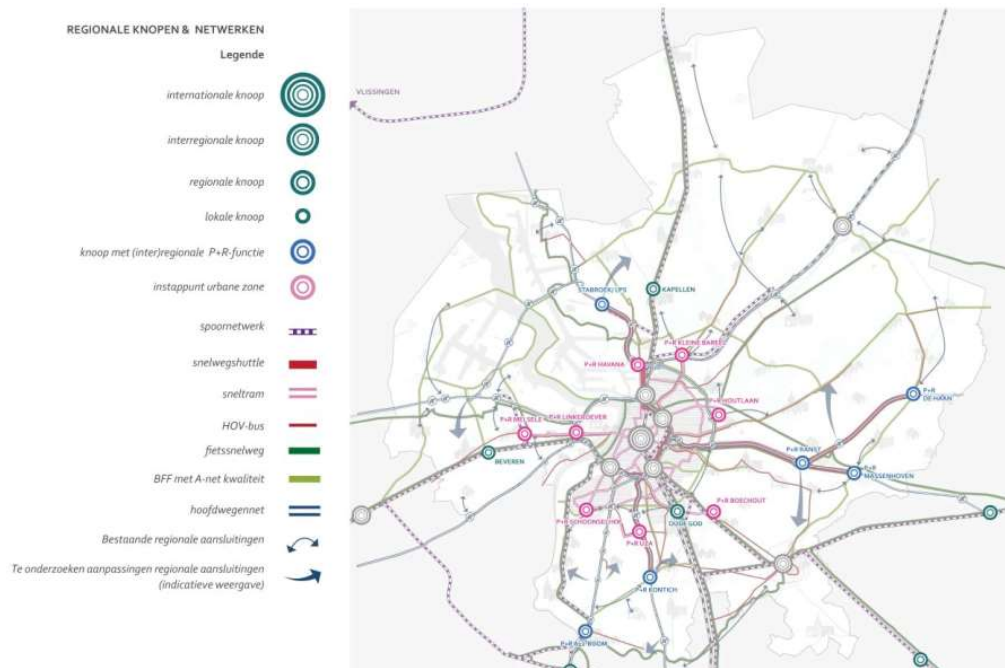 REGIONALE KNOPEN & NETWERKEN
Legende
internationale knoop
interregionale knoop
regionale knoop
lokale knoop
knoop met (inter)regionale P+R-functie
instappunt urbane zone
spoornetwerk
snelwegshuttle
sneltram
HOV-bus
fietssnelweg
BFF met A-net kwaliteit
hoofdwegennet
Bestaande regionale aansluitingen
Te onderzoeken aanpassingen regionale aansluitingen
(indicatieve weergave)
VLISSINGEN
STABROEK/LPS
KAPELLEN
P+R KLEINE BAREEL
P+R HAVANA
P+R HOUTLAAN
P+R
DE HAAN
P+R MELSELE
P+R LINKEROEVER
BEVEREN
P+R RANST
P+R
MASSENHOVEN
P+R BOECHOUT
OUDE GOD
P+R SCHOONSELHOF
P+R UZA
P+R KONTICH